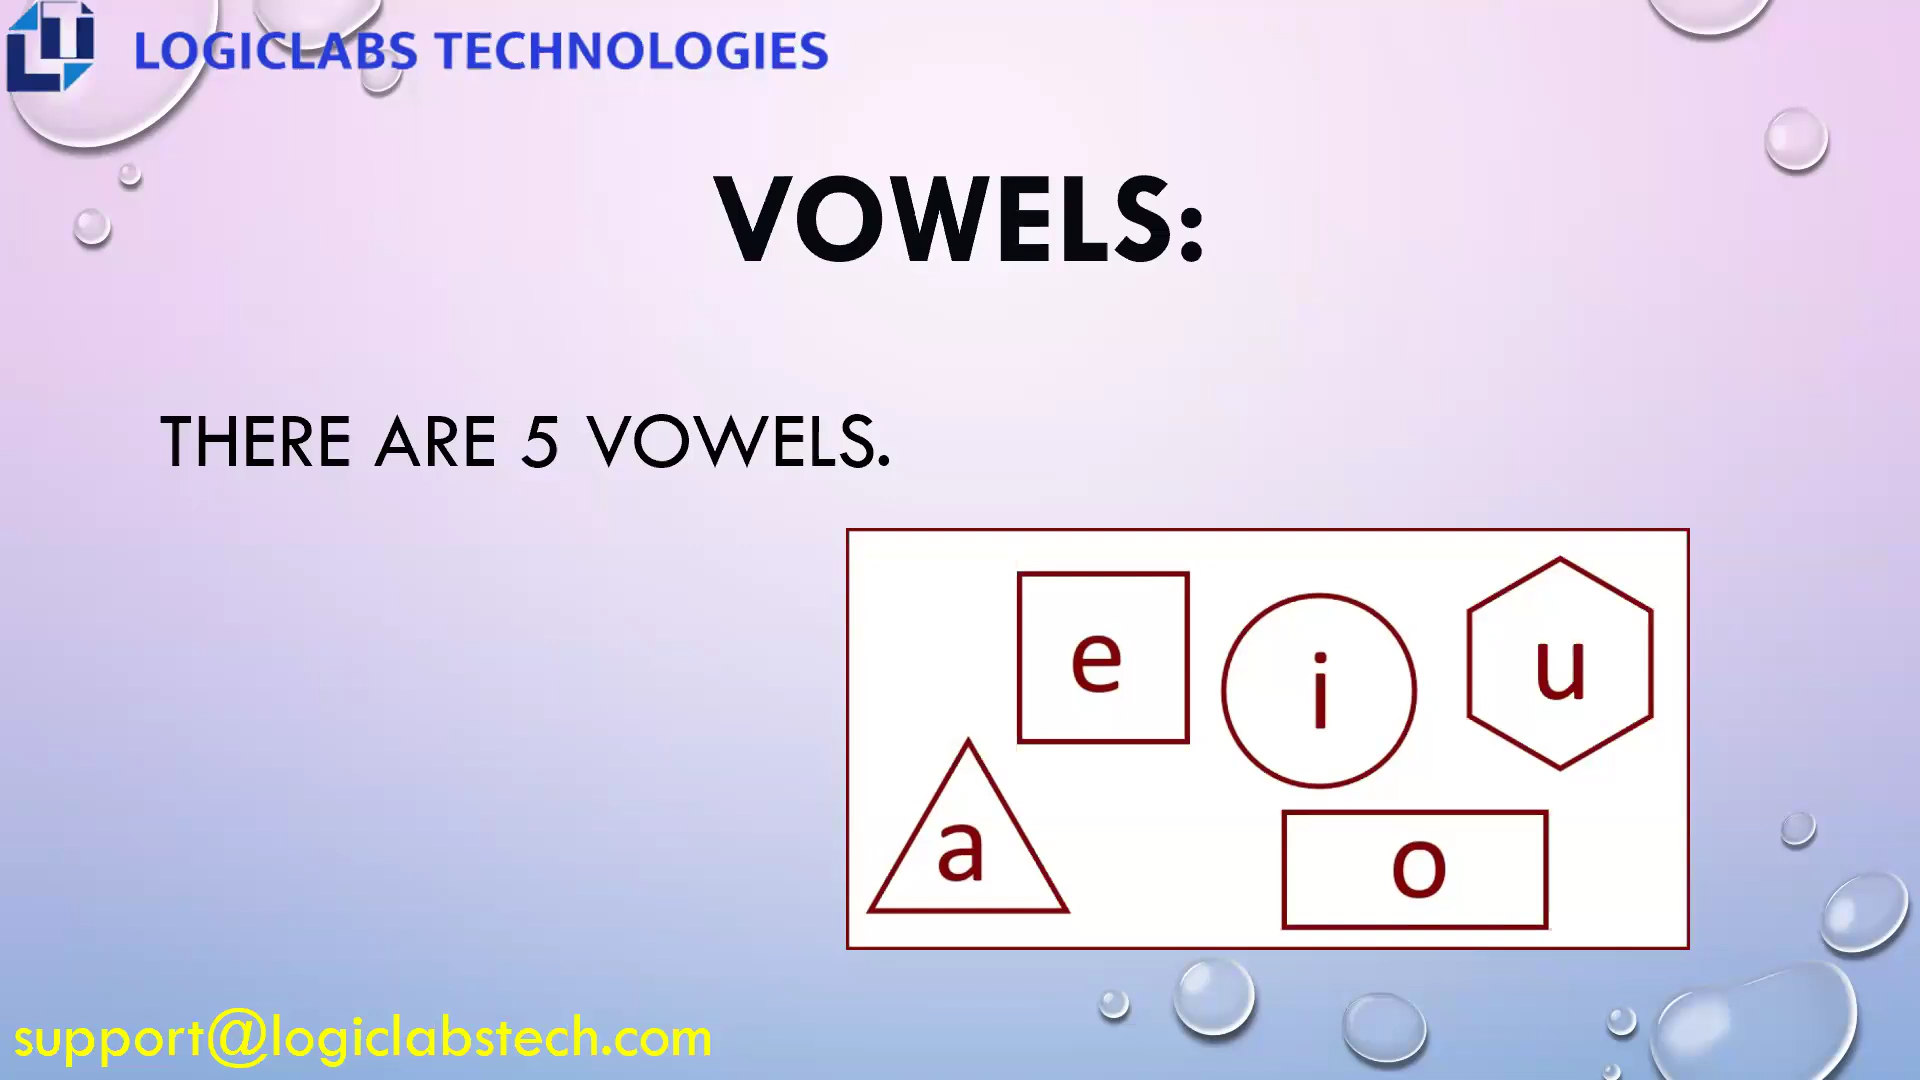 LOGICLABS TECHNOLOGIES
VOWELS:
THERE ARE 5 VOWELS.
e i u
a o
support@logiclabstech.com